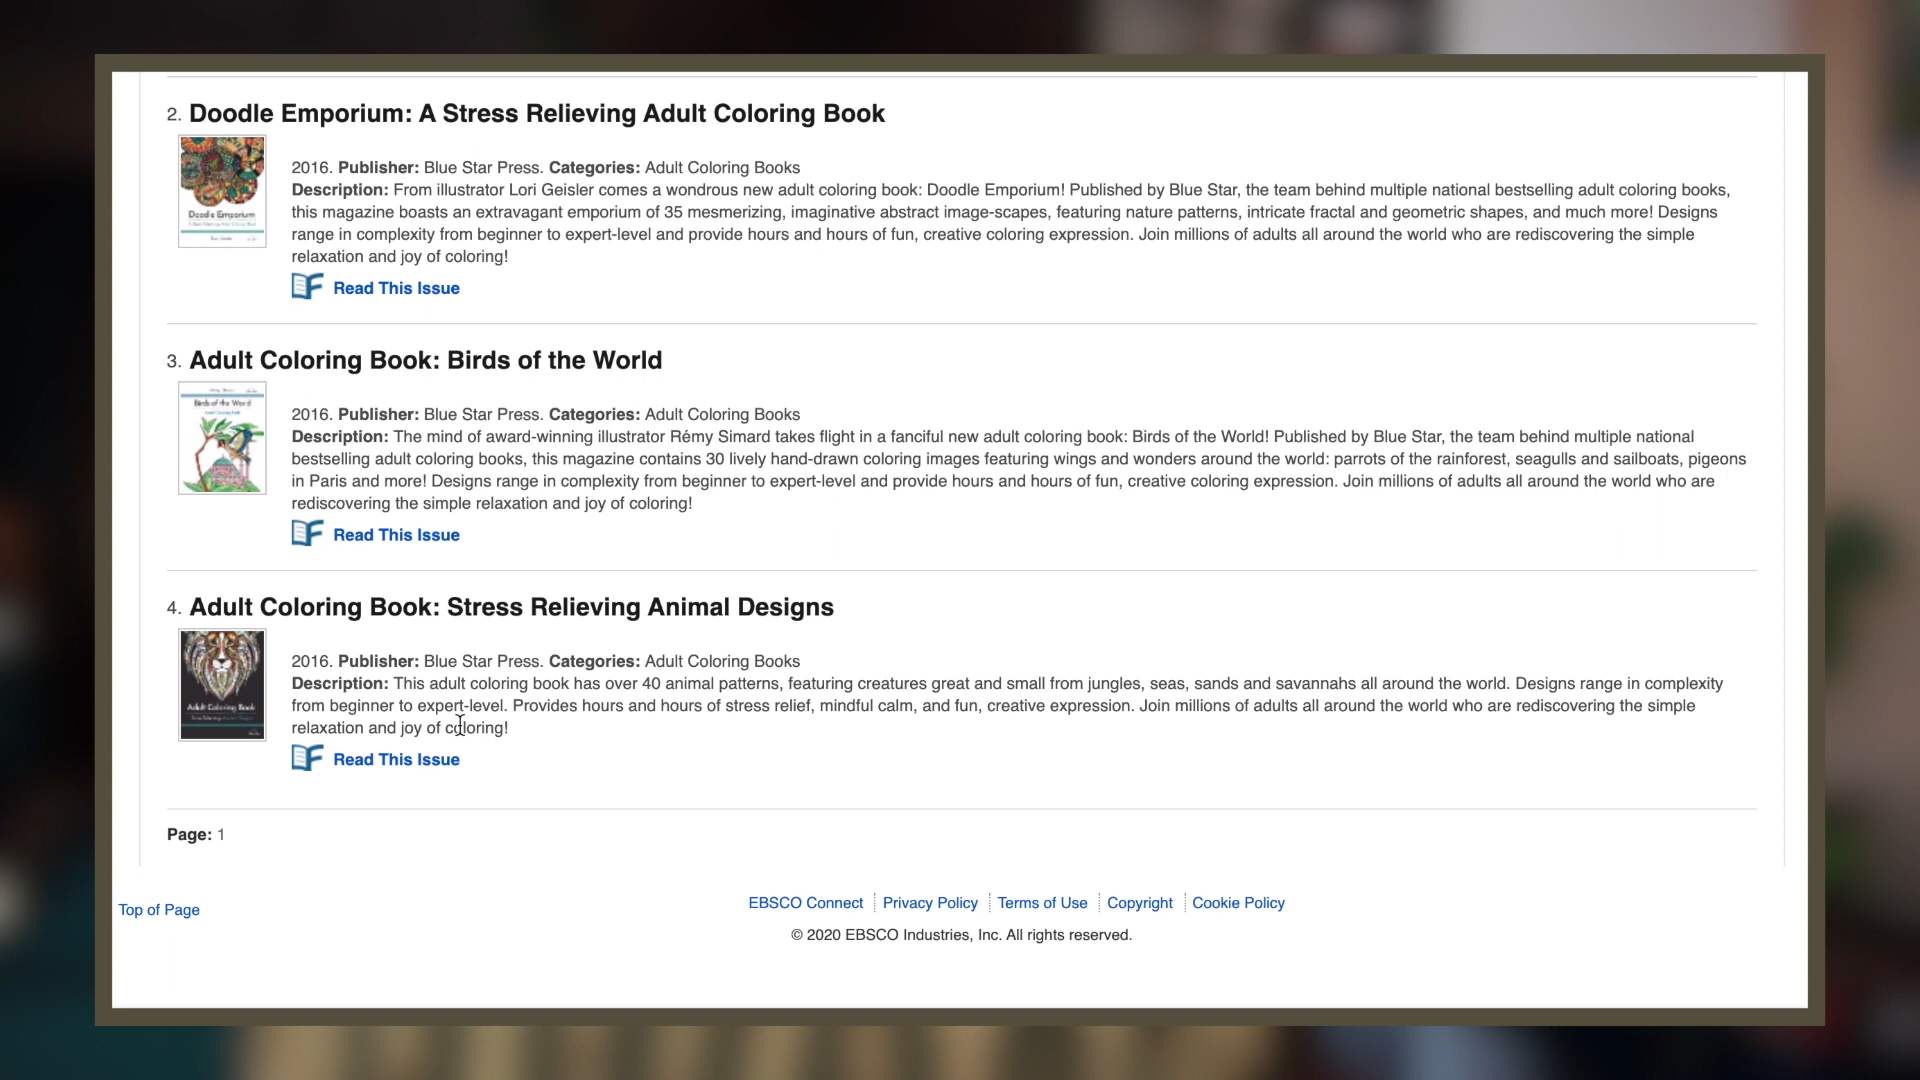 2. Doodle Emporium: A Stress Relieving Adult Coloring Book
Doodle Emporium
2016. Publisher: Blue Star Press. Categories: Adult Coloring Books
Description: From illustrator Lori Geisler comes a wondrous new adult coloring book: Doodle Emporium! Published by Blue Star, the team behind multiple national bestselling adult coloring books,
this magazine boasts an extravagant emporium of 35 mesmerizing, imaginative abstract image-scapes, featuring nature patterns, intricate fractal and geometric shapes, and much more! Designs
range in complexity from beginner to expert-level and provide hours and hours of fun, creative coloring expression. Join millions of adults all around the world who are rediscovering the simple
relaxation and joy of coloring!
Read This Issue
3. Adult Coloring Book: Birds of the World
Birds of the World
2016. Publisher: Blue Star Press. Categories: Adult Coloring Books
Description: The mind of award-winning illustrator Rémy Simard takes flight in a fanciful new adult coloring book: Birds of the World! Published by Blue Star, the team behind multiple national
bestselling adult coloring books, this magazine contains 30 lively hand-drawn coloring images featuring wings and wonders around the world: parrots of the rainforest, seagulls and sailboats, pigeons
in Paris and more! Designs range in complexity from beginner to expert-level and provide hours and hours of fun, creative coloring expression. Join millions of adults all around the world who are
rediscovering the simple relaxation and joy of coloring!
Read This Issue
4. Adult Coloring Book: Stress Relieving Animal Designs
Adult Coloring Book
2016. Publisher: Blue Star Press. Categories: Adult Coloring Books
Description: This adult coloring book has over 40 animal patterns, featuring creatures great and small from jungles, seas, sands and savannahs all around the world. Designs range in complexity
from beginner to expert-level. Provides hours and hours of stress relief, mindful calm, and fun, creative expression. Join millions of adults all around the world who are rediscovering the simple
relaxation and joy of coloring!
Read This Issue
Page: 1
Top of Page
EBSCO Connect Privacy Policy Terms of Use Copyright Cookie Policy
© 2020 EBSCO Industries, Inc. All rights reserved.